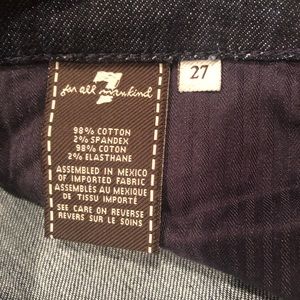 7
for all mankind
27
98% COTTON
2% SPANDEX
98% COTON
2% ELASTHANE
ASSEMBLED IN MEXICO
OF IMPORTED FABRIC
ASSEMBLÉS AU MEXIQUE
DE TISSU IMPORTÉ
SEE CARE ON REVERSE
REVERS SUR LE SOINS